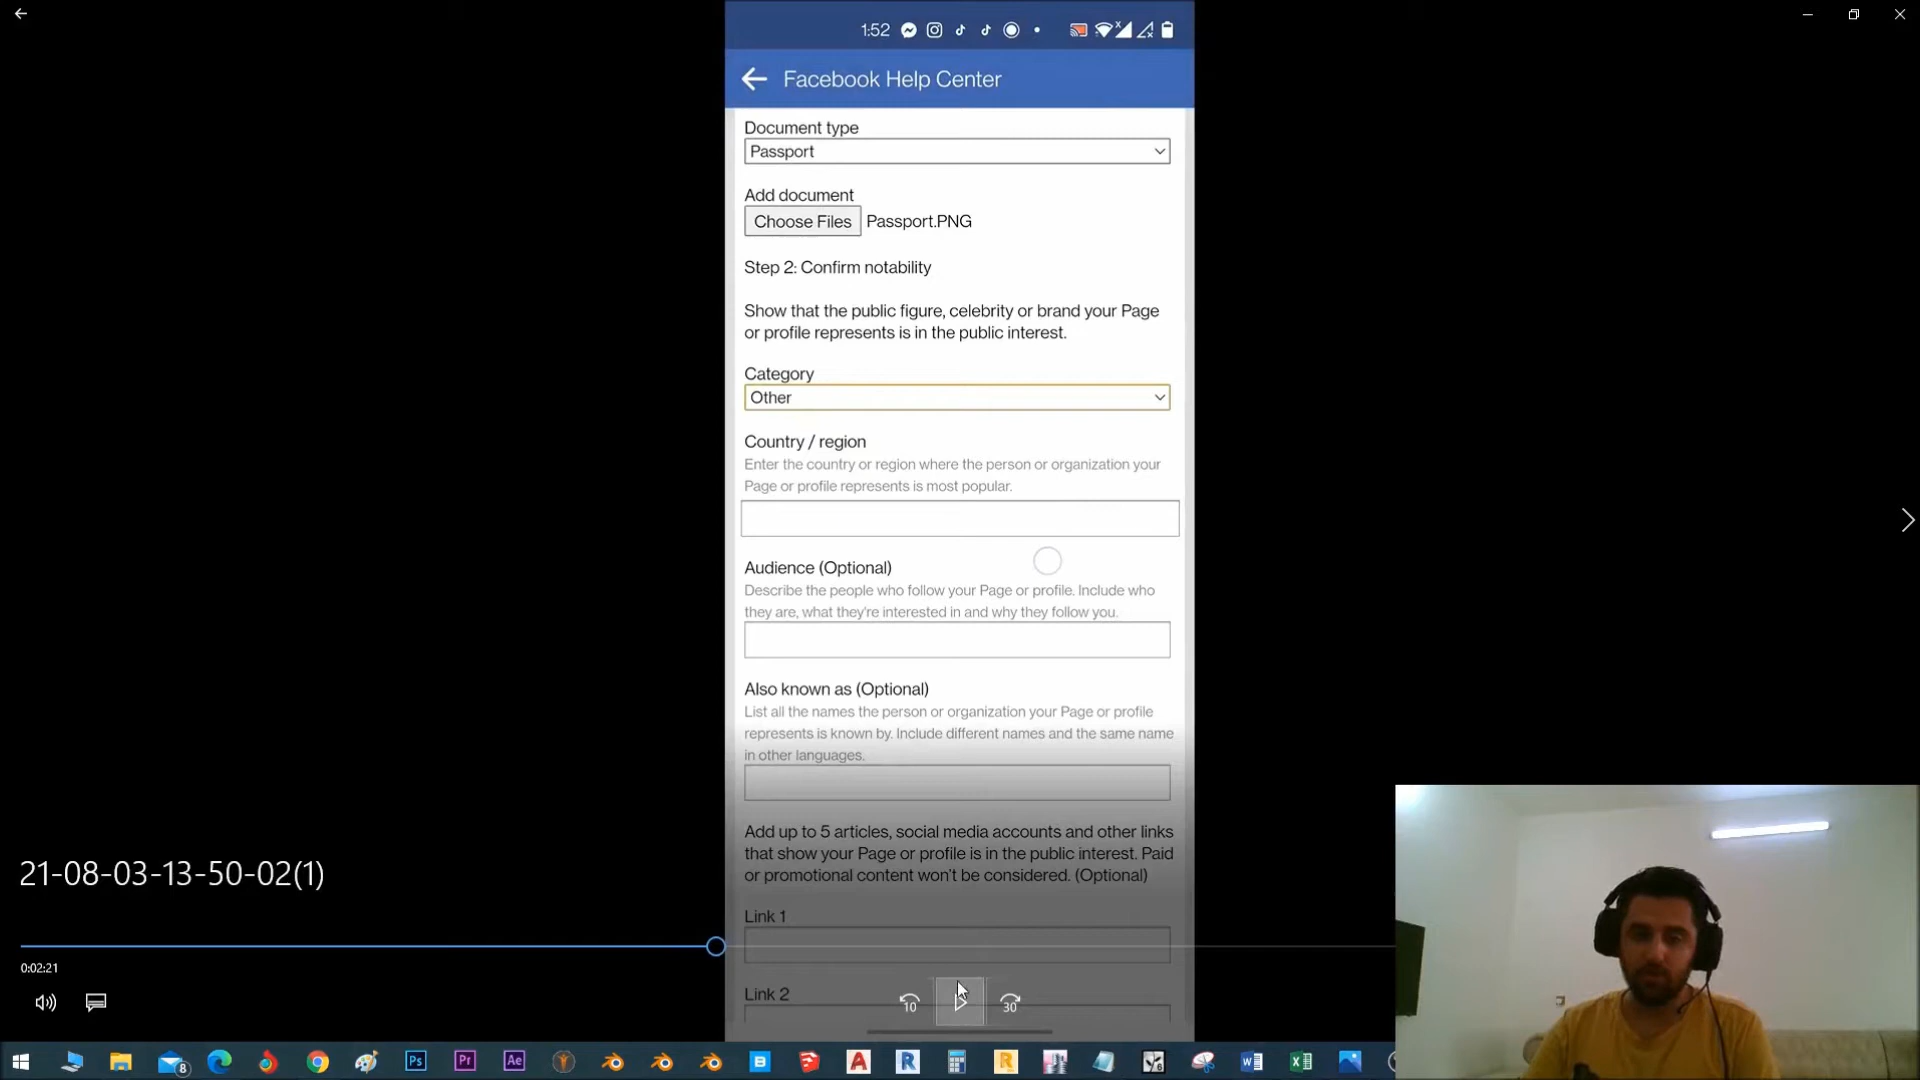 1:52
Facebook Help Center
Document type
Passport
Add document
Choose Files Passport.PNG
Step 2: Confirm notability
Show that the public figure, celebrity or brand your Page
or profile represents is in the public interest.
Category
Other
Country / region
Enter the country or region where the person or organization your
Page or profile represents is most popular.
Audience (Optional)
Describe the people who follow your Page or profile. Include who
they are, what they're interested in and why they follow you.
Also known as (Optional)
List all the names the person or organization your Page or profile
represents is known by. Include different names and the same name
in other languages.
Add up to 5 articles, social media accounts and other links
that show your Page or profile is in the public interest. Paid
or promotional content won't be considered. (Optional)
Link 1
Link 2
21-08-03-13-50-02(1)
0:02:21
10
30
8
Ps
Pr
Ae
B
A
R
R
6
W
X